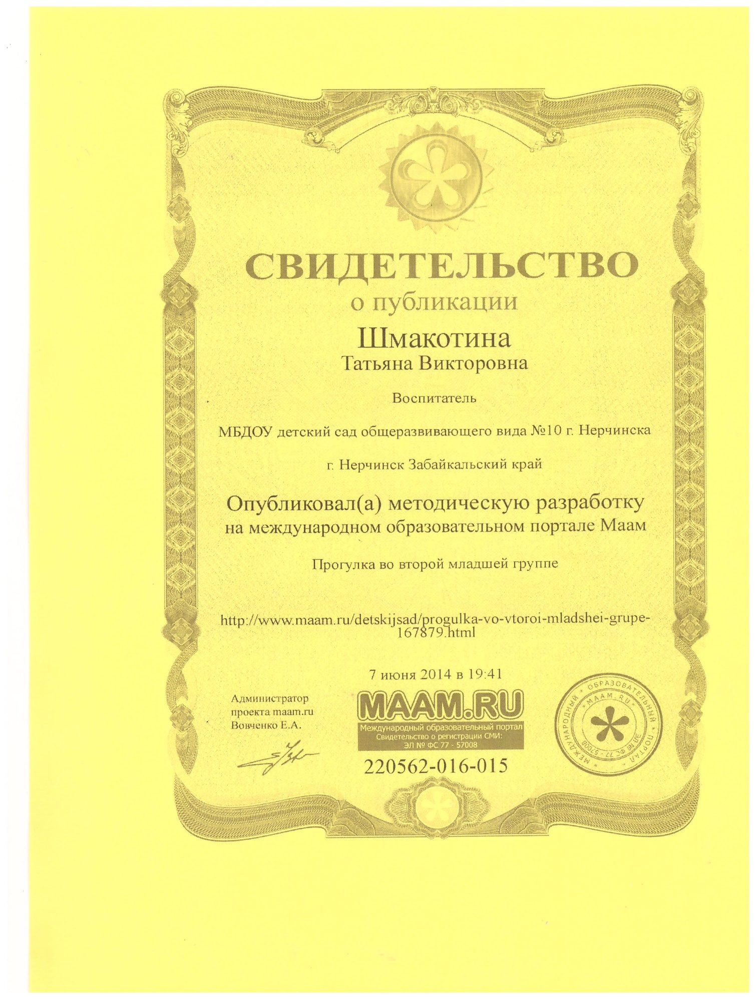 СВИДЕТЕЛЬСТВО
о публикации
Шмакотина
Татьяна Викторовна
Воспитатель
МБДОУ детский сад общеразвивающего вида №10 г. Нерчинска
г. Нерчинск Забайкальский край
Опубликовал(а) методическую разработку
на международном образовательном портале Маам
Прогулка во второй младшей группе
http://www.maam.ru/detskijsad/progulka-vo-vtoroi-mladshei-grupe-
167879.html
7 июня 2014 в 19:41
Администратор
проекта maam.ru
Вовченко Е.А.
MAAM.RU
Международный образовательный портал
Свидетельство о регистрации СМИ:
ЭЛ № ФС 77 - 57008
220562-016-015
* МЕЖДУНАРОДНЫЙ * ОБРАЗОВАТЕЛЬНЫЙ * ПОРТАЛ *
* MAAM.RU *
ЭЛ № ФС 77 - 57008